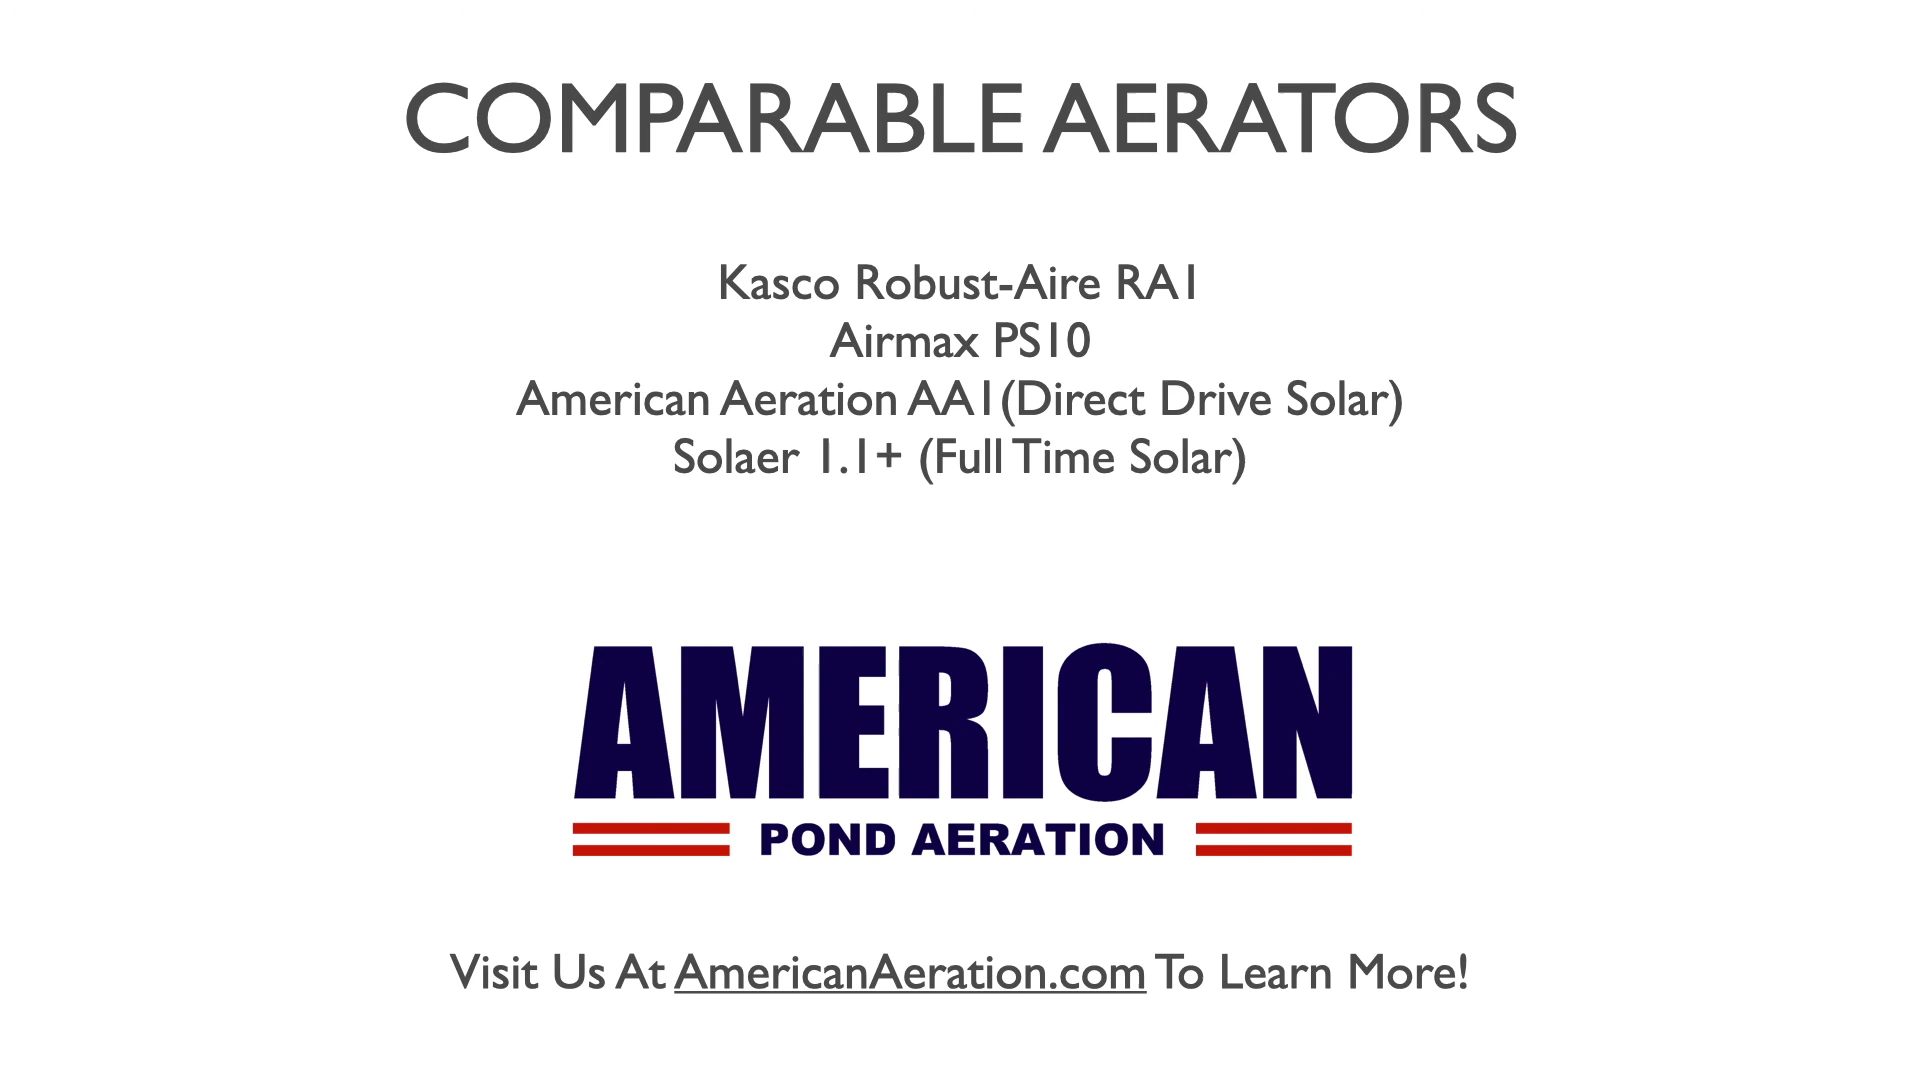 COMPARABLE AERATORS
Kasco Robust-Aire RA1
Airmax PS10
American Aeration AA1(Direct Drive Solar)
Solaer 1.1+ (Full Time Solar)
AMERICAN
POND AERATION
Visit Us At AmericanAeration.com To Learn More!